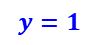 y = 1